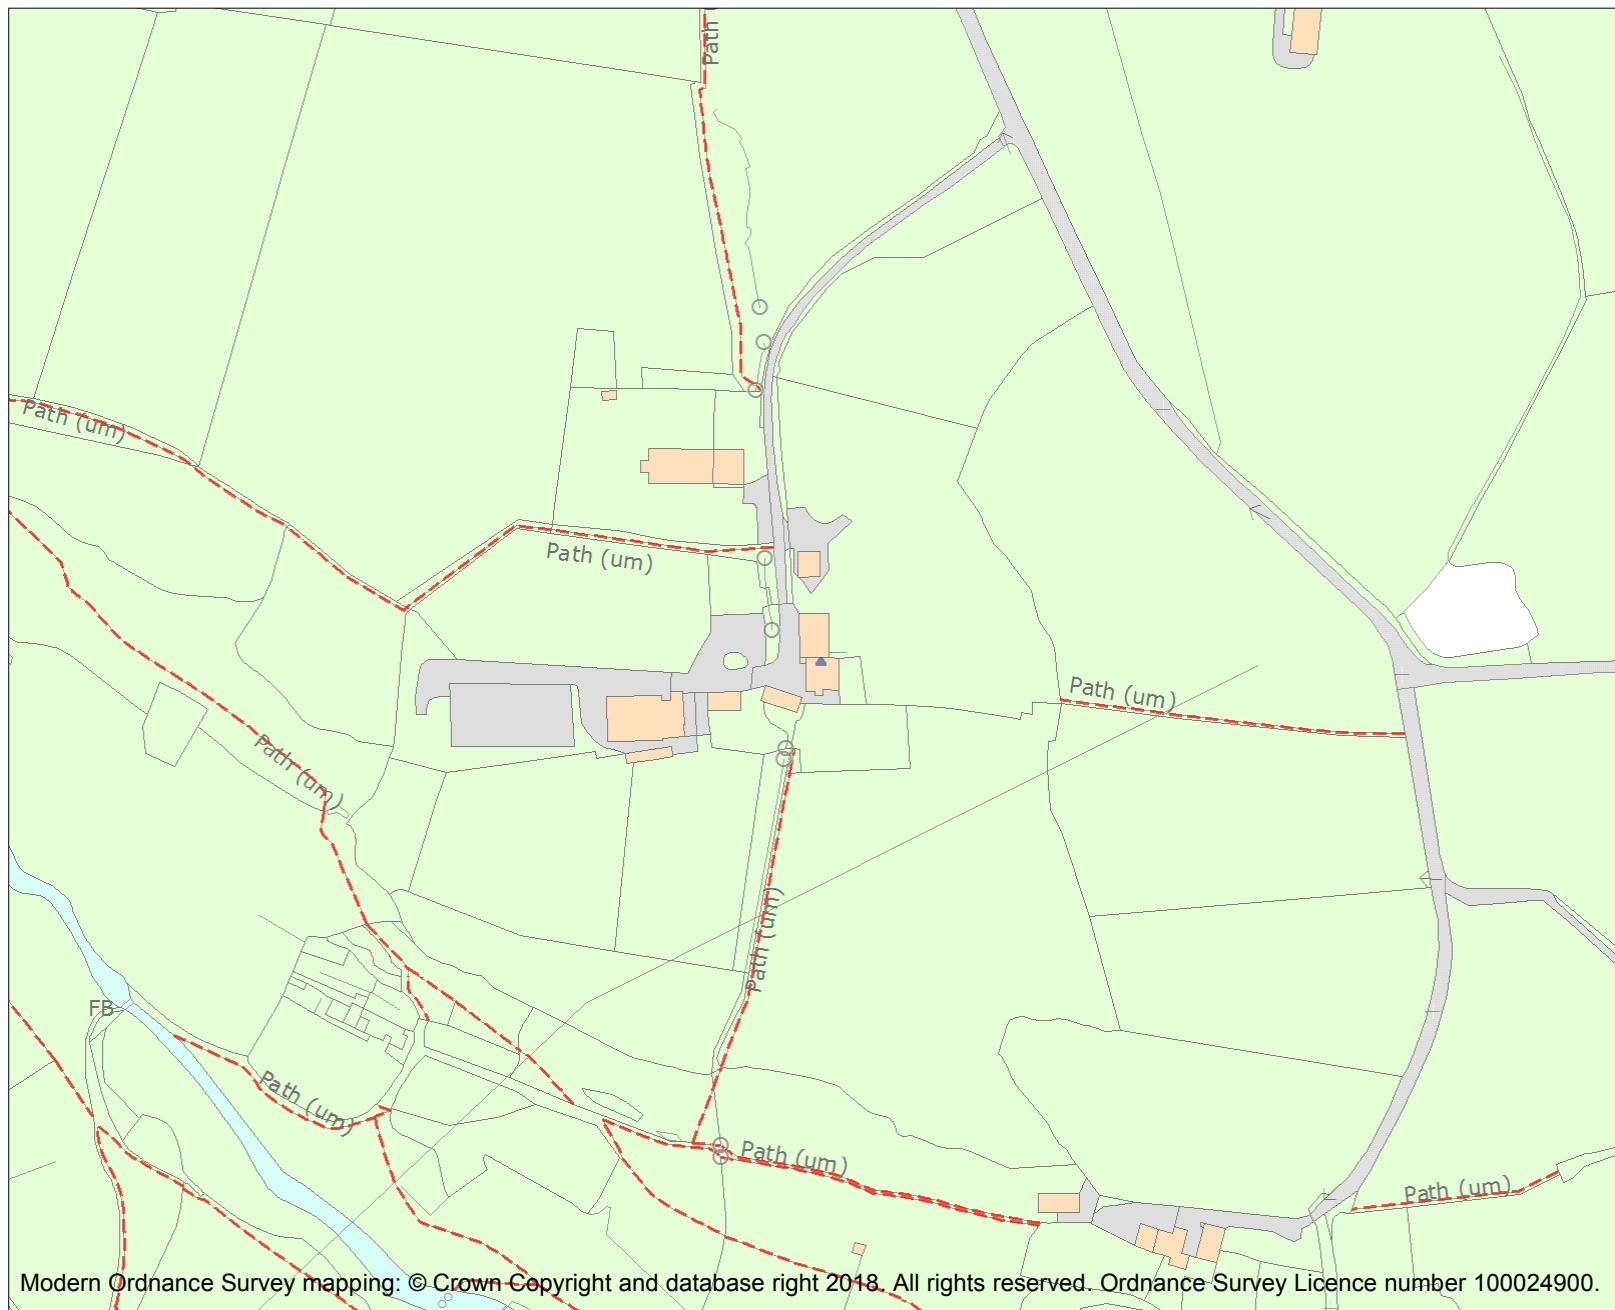 Path (
Path (um)
Path (um)
Path (um)
Path (um)
Path (um)
FB
Path (um)
Path (um)
Path (um)
Modern Ordnance Survey mapping: © Crown Copyright and database right 2018. All rights reserved. Ordnance Survey Licence number 100024900.